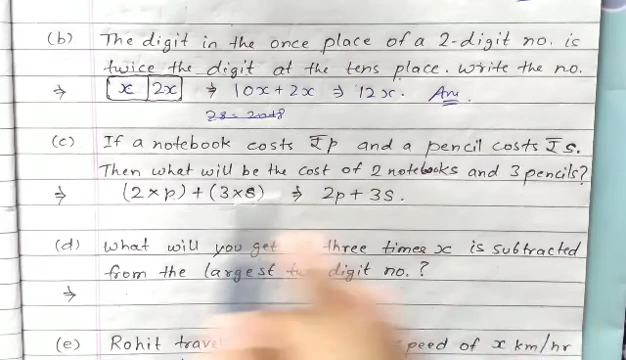 (b) The digit in the once place of a 2-digit no. is
twice the digit at the tens place. Write the no.
⇒ x 2x ⇒ 10x + 2x ⇒ 12x. Ans
28 = 20+8
(c) If a notebook costs ₹p and a pencil costs ₹s.
Then what will be the cost of 2 notebooks and 3 pencils?
⇒ (2×p) + (3×s) ⇒ 2p + 3s.
(d) What will you get three times x is subtracted
from the largest digit no.?
⇒
(e) Rohit speed of x km/hr